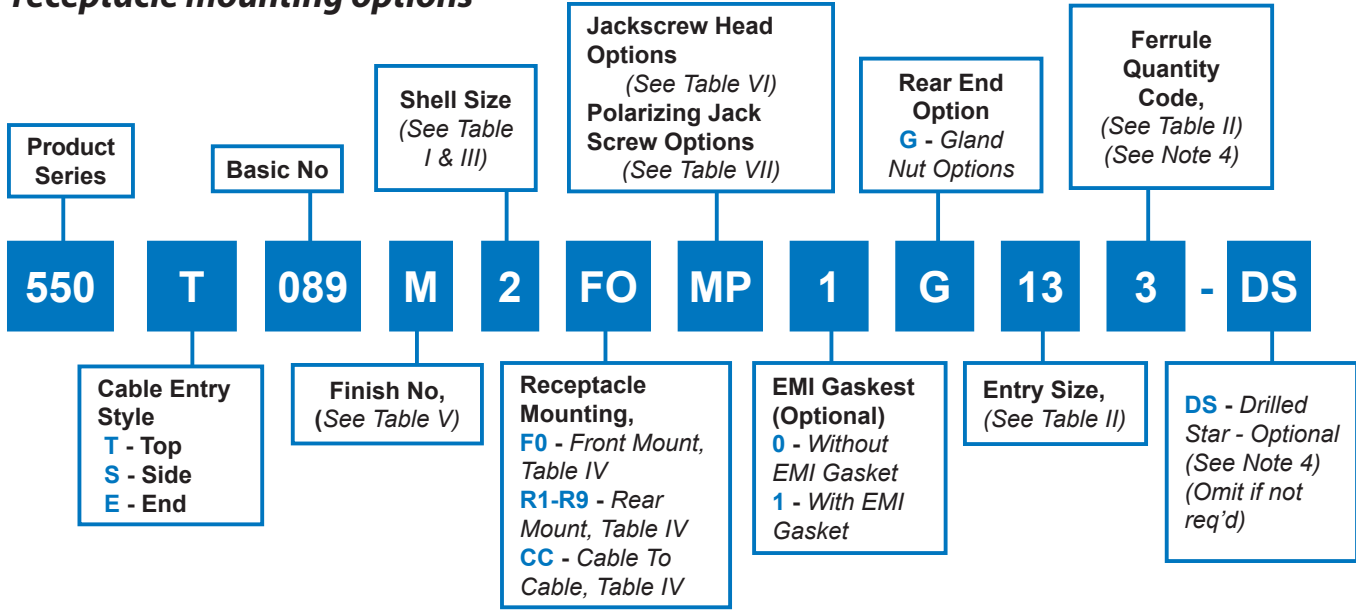 receptacle mounting options
Product
Series
Basic No
Shell Size
(See Table
I & III)
Jackscrew Head
Options
(See Table VI)
Polarizing Jack
Screw Options
(See Table VII)
Rear End
Option
G - Gland
Nut Options
Ferrule
Quantity
Code,
(See Table II)
(See Note 4)
550 T 089 M 2 FO MP 1 G 13 3 - DS
Cable Entry
Style
T - Top
S - Side
E - End
Finish No,
(See Table V)
Receptacle
Mounting,
F0 - Front Mount,
Table IV
R1-R9 - Rear
Mount, Table IV
CC - Cable To
Cable, Table IV
EMI Gaskest
(Optional)
0 - Without
EMI Gasket
1 - With EMI
Gasket
Entry Size,
(See Table II)
DS - Drilled
Star - Optional
(See Note 4)
(Omit if not
req'd)